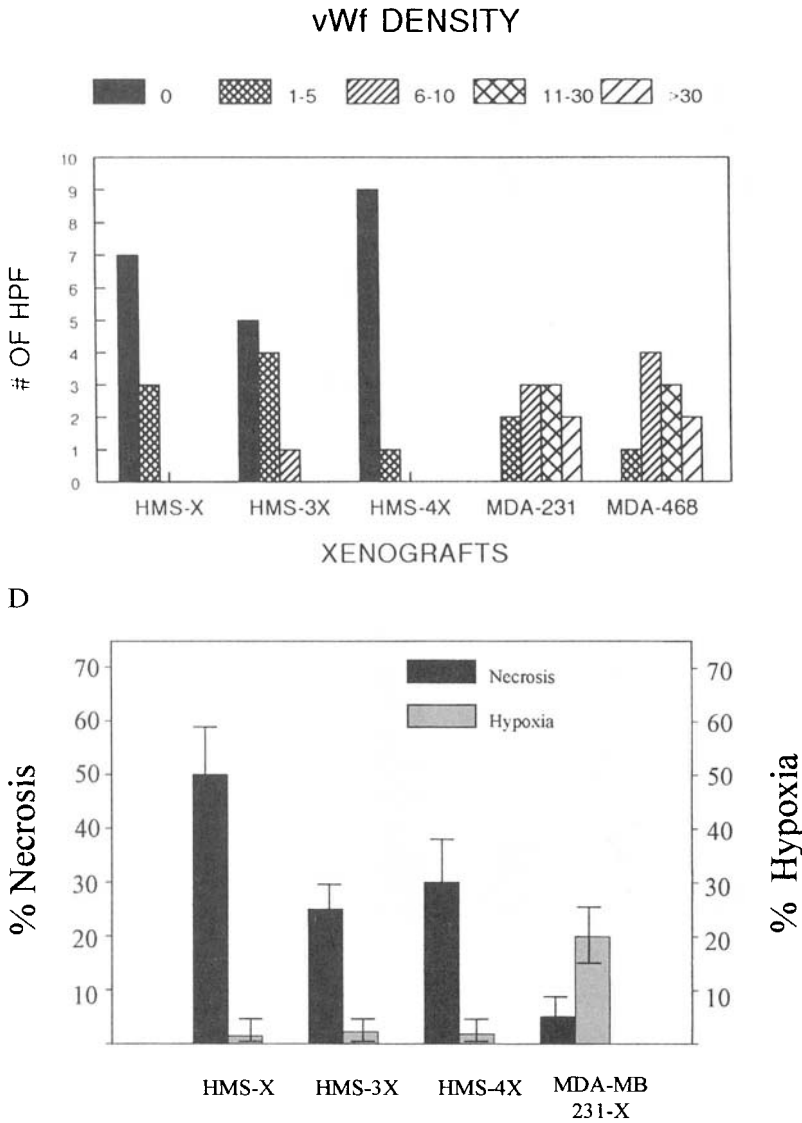 vWf DENSITY
0 1-5 6-10 11-30 >30
10
9
8
7
6
5
4
3
2
1
0
# OF HPF
HMS-X HMS-3X HMS-4X MDA-231 MDA-468
XENOGRAFTS
D
70
60
50
40
30
20
10
% Necrosis
Necrosis
Hypoxia
70
60
50
40
30
20
10
% Hypoxia
HMS-X HMS-3X HMS-4X MDA-MB
231-X